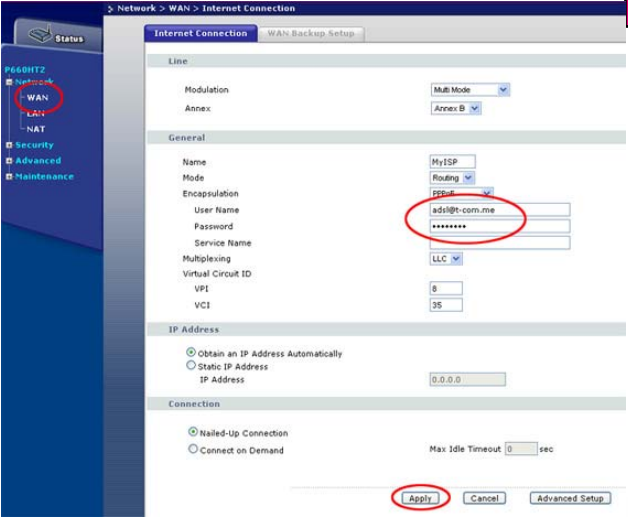 Network > WAN > Internet Connection
Status
Internet Connection WAN Backup Setup
P660HT2
Network
WAN
LAN
NAT
Security
Advanced
Maintenance
Line
Modulation Multi Mode
Annex Annex B
General
Name MyISP
Mode Routing
Encapsulation PPPoE
User Name adsl@t-com.me
Password ••••••••
Service Name
Multiplexing LLC
Virtual Circuit ID
VPI 8
VCI 35
IP Address
Obtain an IP Address Automatically
Static IP Address
IP Address 0.0.0.0
Connection
Nailed-Up Connection
Connect on Demand Max Idle Timeout 0 sec
Apply Cancel Advanced Setup